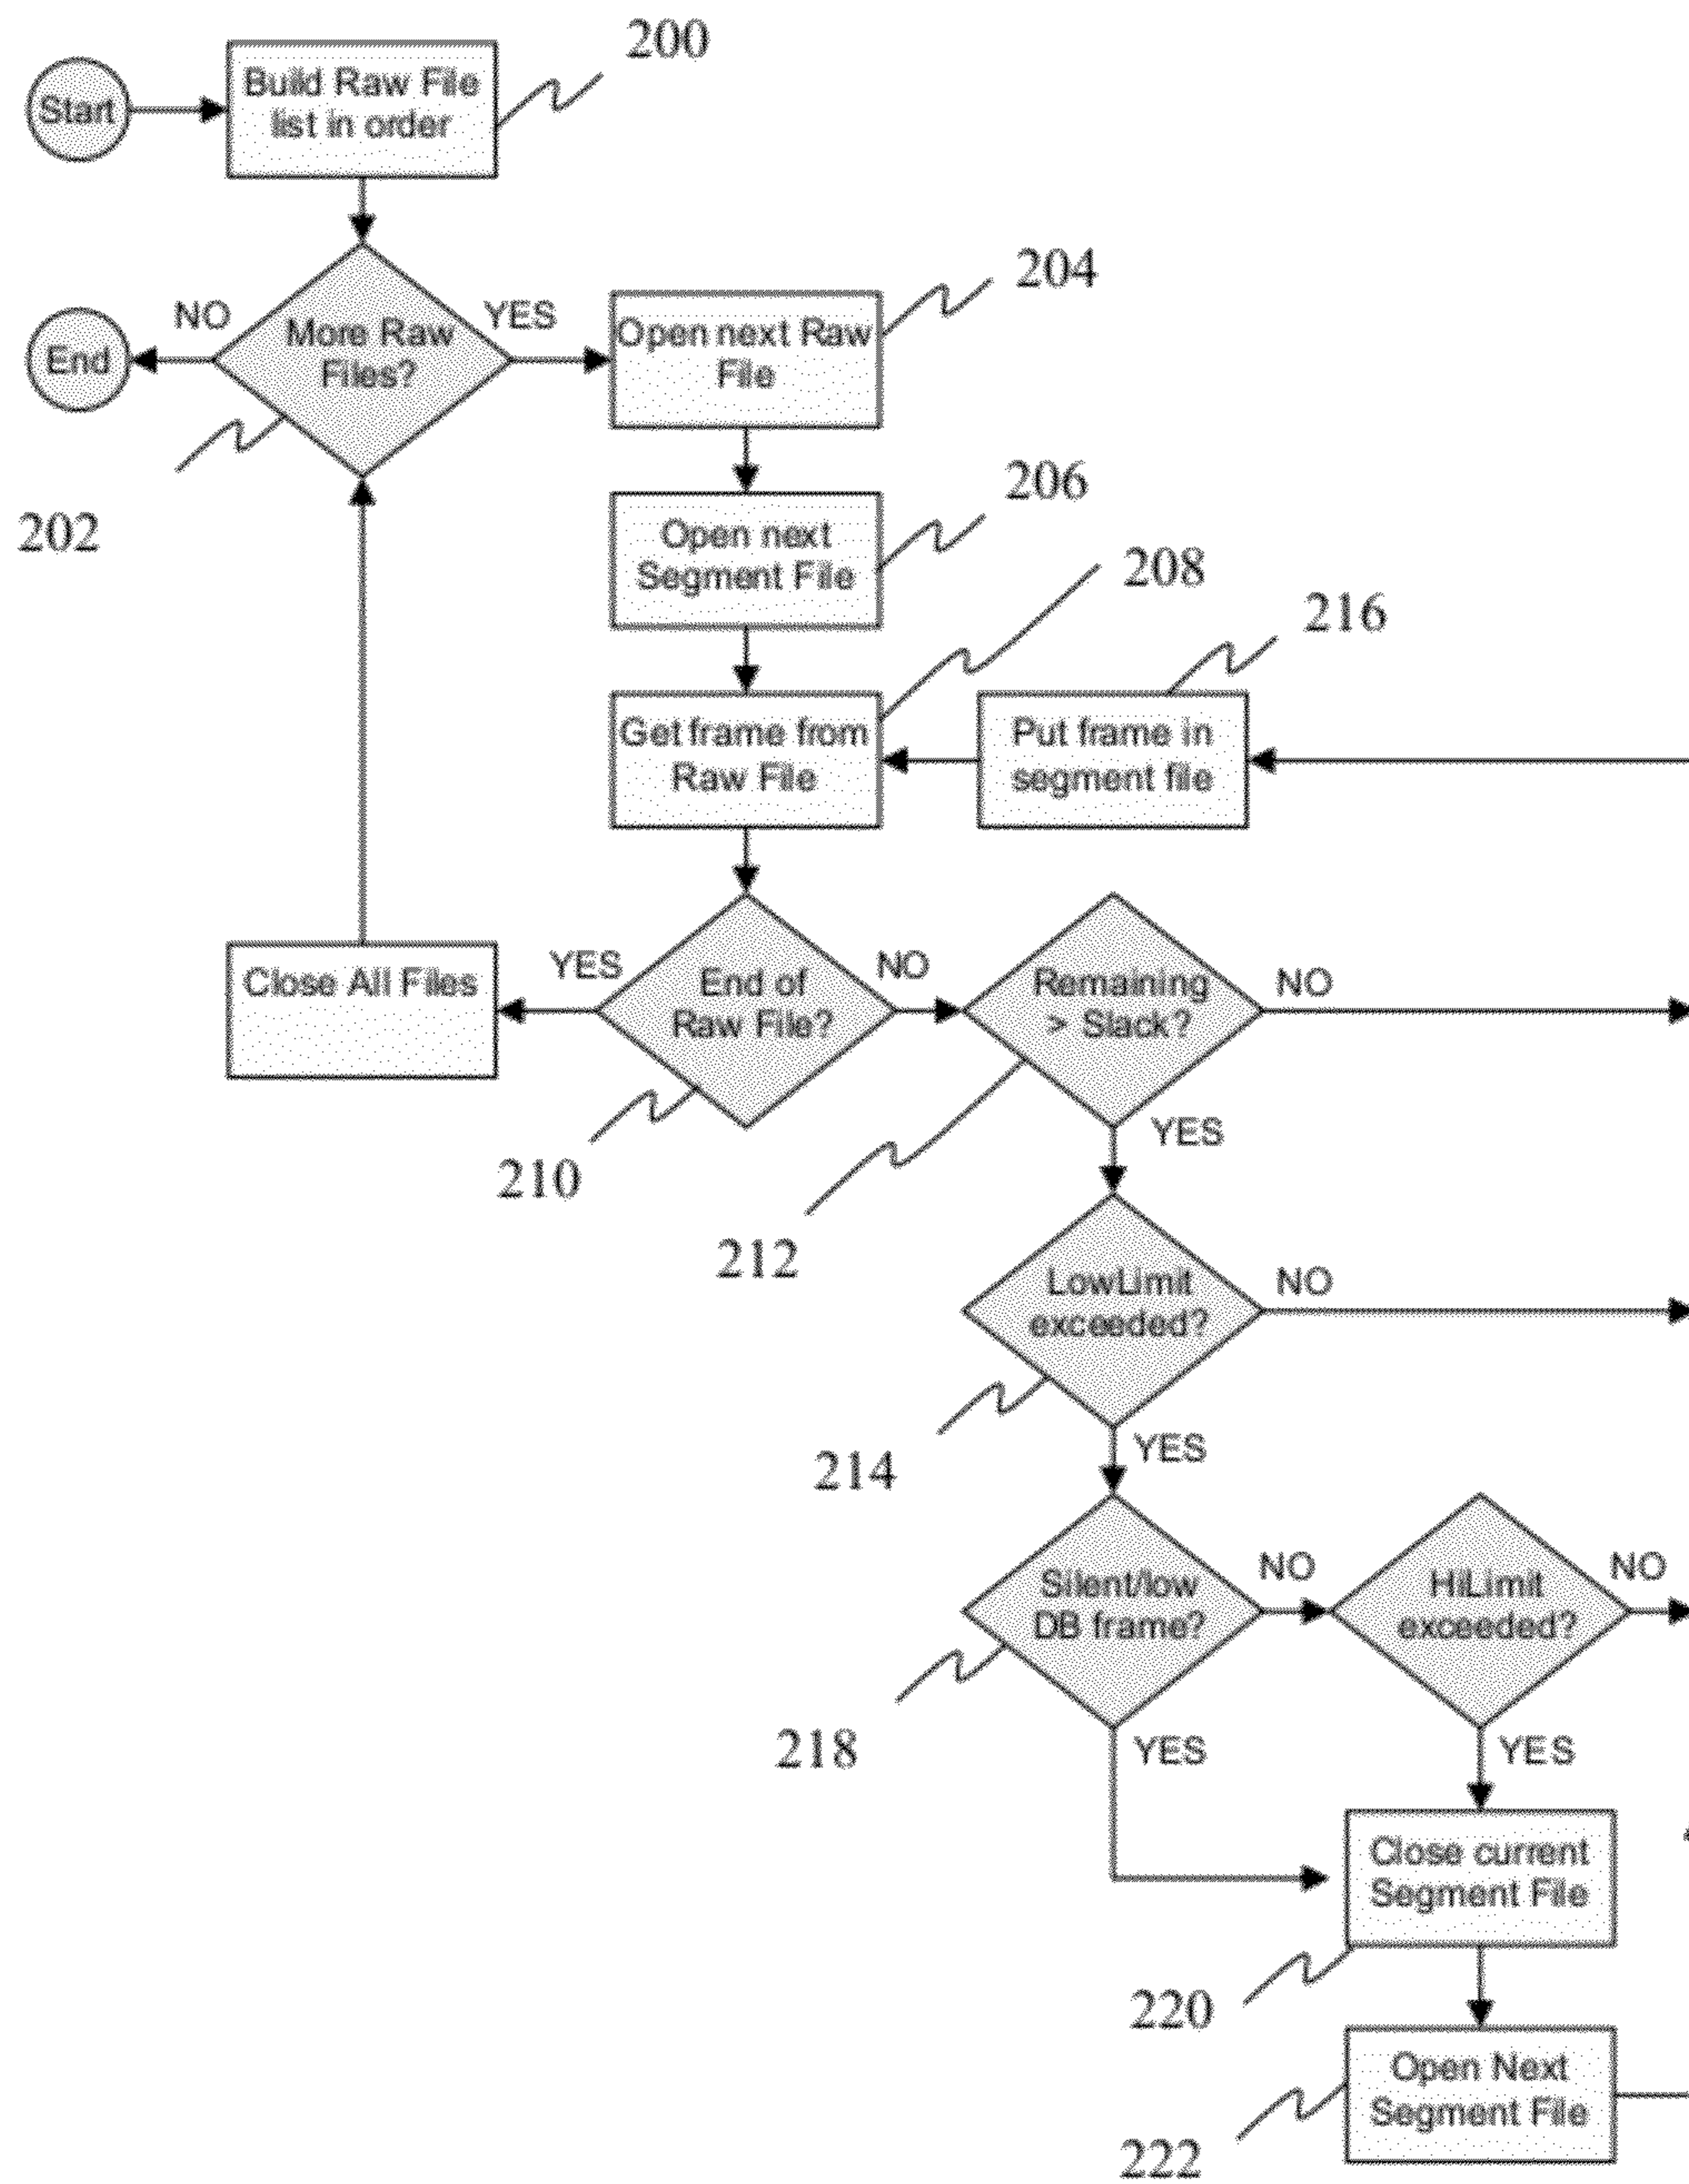 200
Start
Build Raw File
list in order
204
NO
YES
End
More Raw
Files?
Open next Raw
File
202
206
Open next
Segment File
208
216
Get frame from
Raw File
Put frame in
segment file
Close All Files
YES
End of
Raw File?
NO
Remaining
> Slack?
NO
210
YES
212
LowLimit
exceeded?
NO
214
YES
Silent/low
DB frame?
NO
HiLimit
exceeded?
NO
218
YES
YES
Close current
Segment File
220
Open Next
Segment File
222